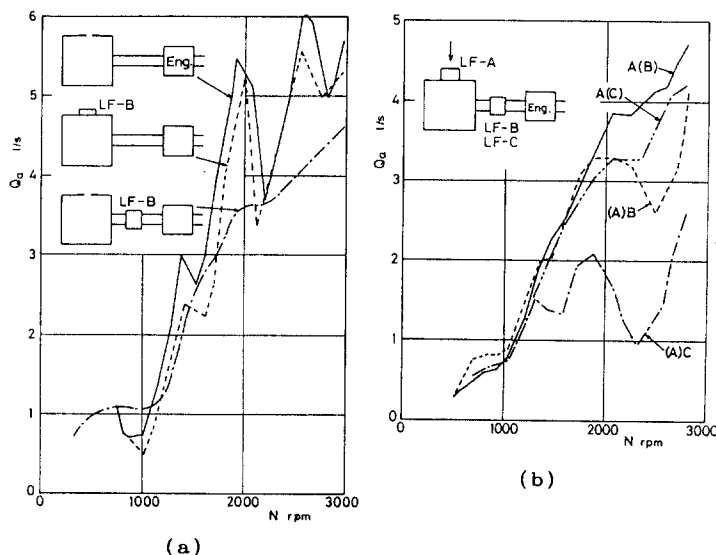 6
5
4
3
2
1
0
Qa l/s
Eng.
LF-B
LF-B
0 1000 2000 3000
N rpm
(a)
5
4
3
2
1
0
Qa l/s
LF-A
Eng.
LF-B
LF-C
A(B)
A(C)
(A)B
(A)C
0 1000 2000 3000
N rpm
(b)